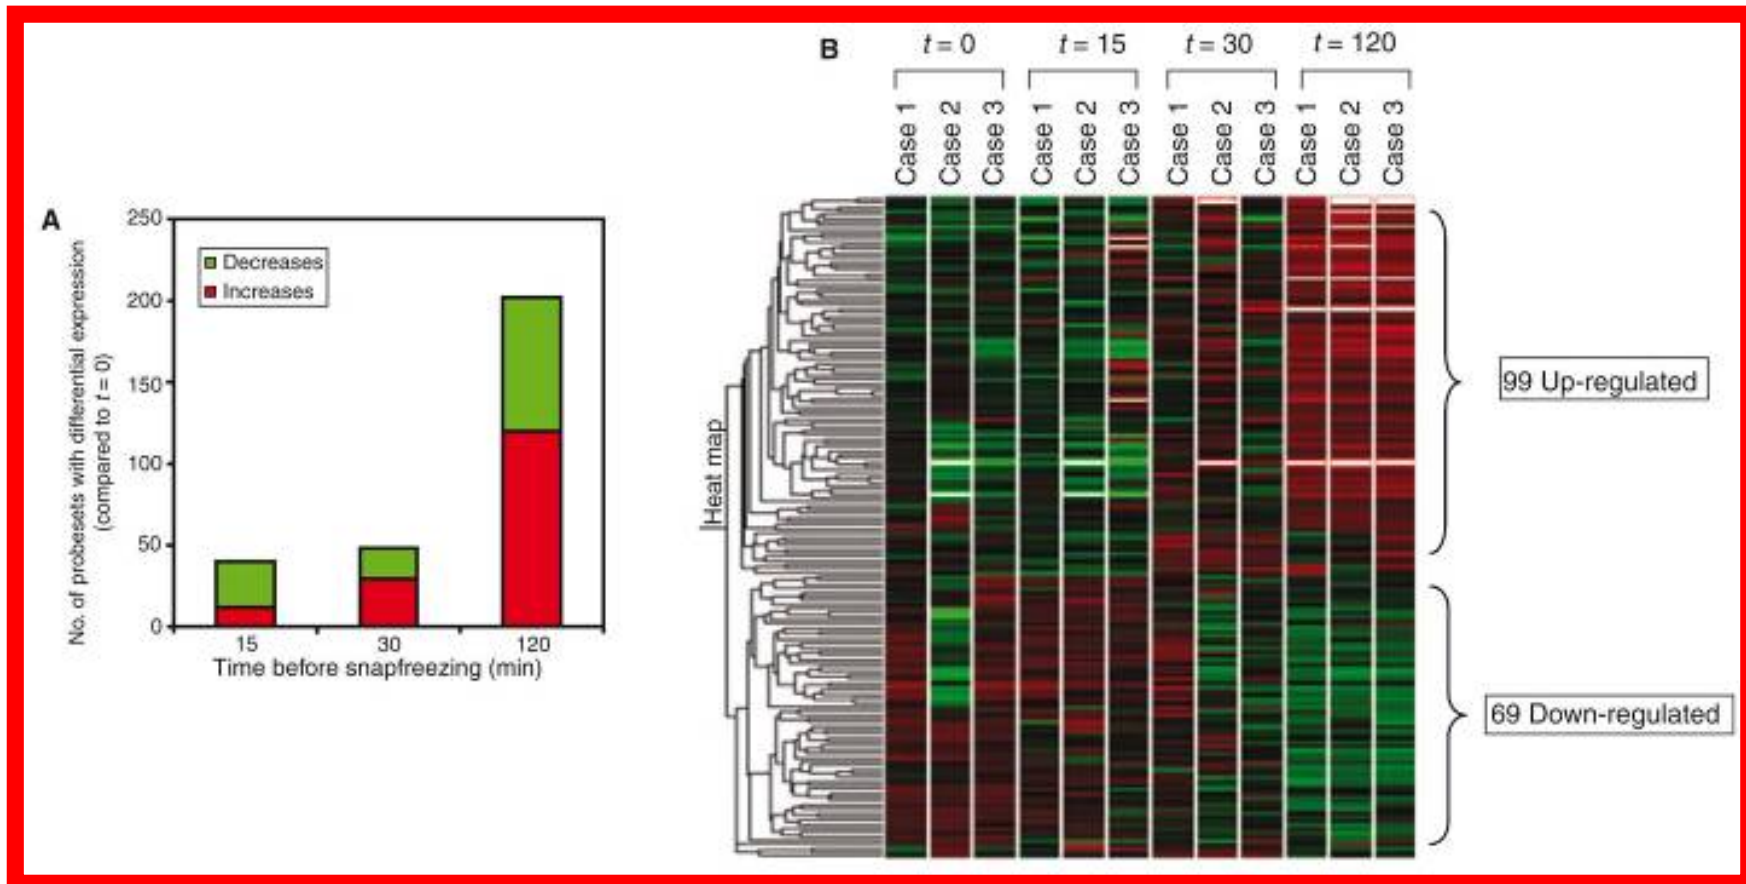 A
No. of probesets with differential expression
(compared to t = 0)
250
200
150
100
50
0
Decreases
Increases
15 30 120
Time before snapfreezing (min)
B
t = 0 t = 15 t = 30 t = 120
Case 1 Case 2 Case 3 Case 1 Case 2 Case 3 Case 1 Case 2 Case 3 Case 1 Case 2 Case 3
Heat map
99 Up-regulated
69 Down-regulated